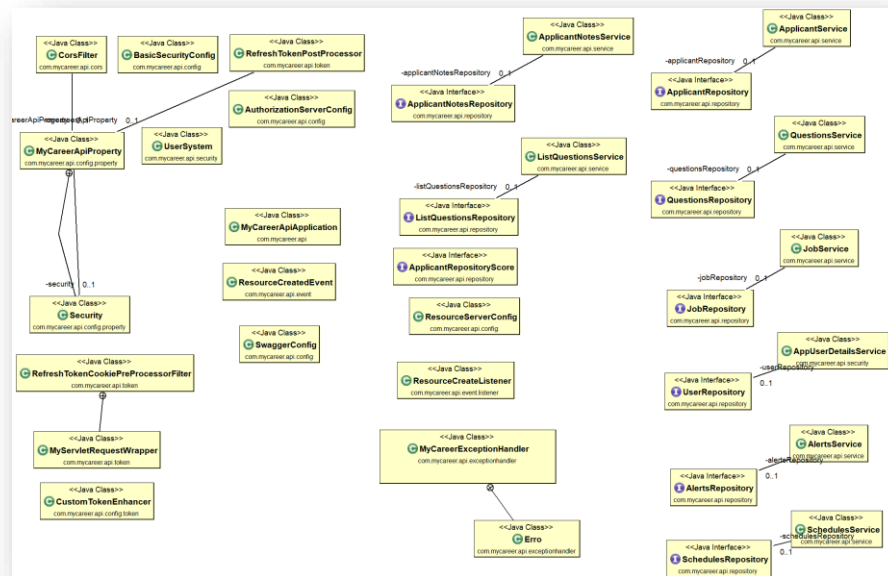 <<Java Class>>
CorsFilter
com.mycareer.api.cors
<<Java Class>>
BasicSecurityConfig
com.mycareer.api.config
<<Java Class>>
RefreshTokenPostProcessor
com.mycareer.api.token
<<Java Class>>
AuthorizationServerConfig
com.mycareer.api.config
0..1
<<Java Class>>
MyCareerApiProperty
com.mycareer.api.config.property
<<Java Class>>
UserSystem
com.mycareer.api.security
-security
0..1
<<Java Class>>
Security
com.mycareer.api.config.property
<<Java Class>>
RefreshTokenCookiePreProcessorFilter
com.mycareer.api.token
<<Java Class>>
MyServletRequestWrapper
com.mycareer.api.token
<<Java Class>>
CustomTokenEnhancer
com.mycareer.api.config.token
<<Java Class>>
MyCareerApiApplication
com.mycareer.api
<<Java Class>>
ResourceCreatedEvent
com.mycareer.api.event
<<Java Class>>
SwaggerConfig
com.mycareer.api.config
<<Java Class>>
ApplicantNotesService
com.mycareer.api.service
-applicantNotesRepository
0..1
<<Java Interface>>
ApplicantNotesRepository
com.mycareer.api.repository
<<Java Class>>
ListQuestionsService
com.mycareer.api.service
-listQuestionsRepository
0..1
<<Java Interface>>
ListQuestionsRepository
com.mycareer.api.repository
<<Java Interface>>
ApplicantRepositoryScore
com.mycareer.api.repository
<<Java Class>>
ResourceServerConfig
com.mycareer.api.config
<<Java Class>>
ResourceCreateListener
com.mycareer.api.event.listener
<<Java Class>>
MyCareerExceptionHandler
com.mycareer.api.exceptionhandler
<<Java Class>>
Erro
com.mycareer.api.exceptionhandler
<<Java Class>>
ApplicantService
com.mycareer.api.service
-applicantRepository
0..1
<<Java Interface>>
ApplicantRepository
com.mycareer.api.repository
<<Java Class>>
QuestionsService
com.mycareer.api.service
-questionsRepository
0..1
<<Java Interface>>
QuestionsRepository
com.mycareer.api.repository
<<Java Class>>
JobService
com.mycareer.api.service
-jobRepository
0..1
<<Java Interface>>
JobRepository
com.mycareer.api.repository
<<Java Class>>
AppUserDetailsService
com.mycareer.api.security
-userRepository
0..1
<<Java Interface>>
UserRepository
com.mycareer.api.repository
<<Java Class>>
AlertsService
com.mycareer.api.service
-alertsRepository
0..1
<<Java Interface>>
AlertsRepository
com.mycareer.api.repository
<<Java Class>>
SchedulesService
com.mycareer.api.service
-schedulesRepository
0..1
<<Java Interface>>
SchedulesRepository
com.mycareer.api.repository